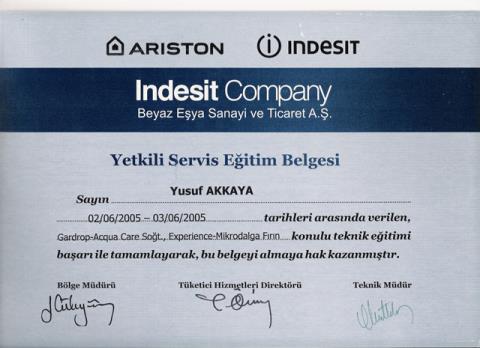 ARISTON INDESIT
Indesit Company
Beyaz Eşya Sanayi ve Ticaret A.Ş.
Yetkili Servis Eğitim Belgesi
Sayın Yusuf AKKAYA
02/06/2005 – 03/06/2005 tarihleri arasında verilen,
Gardrop-Acqua Care Soğt., Experience-Mikrodalga Fırın konulu teknik eğitimi
başarı ile tamamlayarak, bu belgeyi almaya hak kazanmıştır.
Bölge Müdürü Tüketici Hizmetleri Direktörü Teknik Müdür